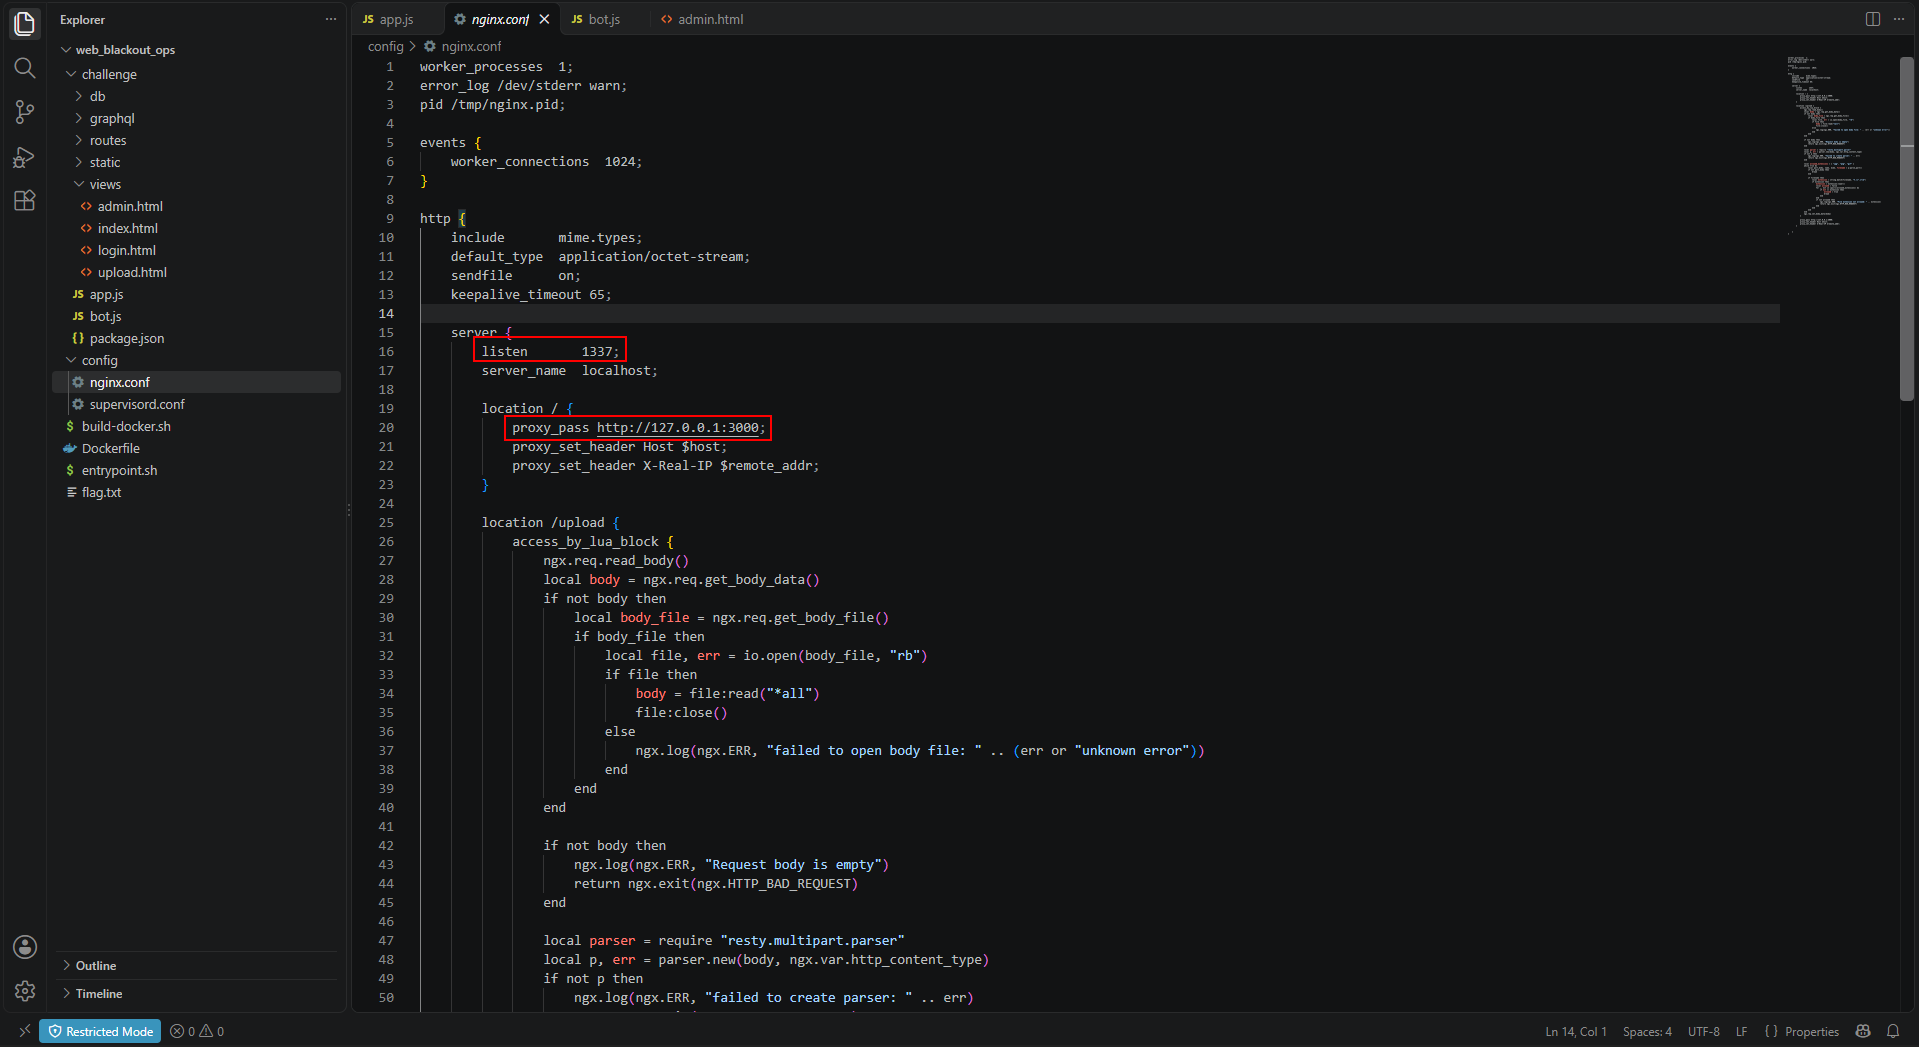 Explorer
web_blackout_ops
challenge
db
graphql
routes
static
views
admin.html
index.html
login.html
upload.html
app.js
bot.js
package.json
config
nginx.conf
supervisord.conf
build-docker.sh
Dockerfile
entrypoint.sh
flag.txt
Outline
Timeline
JS app.js
nginx.conf
JS bot.js
<> admin.html
config > nginx.conf
1 worker_processes  1;
2 error_log /dev/stderr warn;
3 pid /tmp/nginx.pid;
4
5 events {
6     worker_connections  1024;
7 }
8
9 http {
10     include       mime.types;
11     default_type  application/octet-stream;
12     sendfile      on;
13     keepalive_timeout 65;
14
15     server {
16         listen       1337;
17         server_name  localhost;
18
19         location / {
20             proxy_pass http://127.0.0.1:3000;
21             proxy_set_header Host $host;
22             proxy_set_header X-Real-IP $remote_addr;
23         }
24
25         location /upload {
26             access_by_lua_block {
27                 ngx.req.read_body()
28                 local body = ngx.req.get_body_data()
29                 if not body then
30                     local body_file = ngx.req.get_body_file()
31                     if body_file then
32                         local file, err = io.open(body_file, "rb")
33                         if file then
34                             body = file:read("*all")
35                             file:close()
36                         else
37                             ngx.log(ngx.ERR, "failed to open body file: " .. (err or "unknown error"))
38                         end
39                     end
40                 end
41
42                 if not body then
43                     ngx.log(ngx.ERR, "Request body is empty")
44                     return ngx.exit(ngx.HTTP_BAD_REQUEST)
45                 end
46
47                 local parser = require "resty.multipart.parser"
48                 local p, err = parser.new(body, ngx.var.http_content_type)
49                 if not p then
50                     ngx.log(ngx.ERR, "failed to create parser: " .. err)
Restricted Mode 0 0 Ln 14, Col 1 Spaces: 4 UTF-8 LF { } Properties